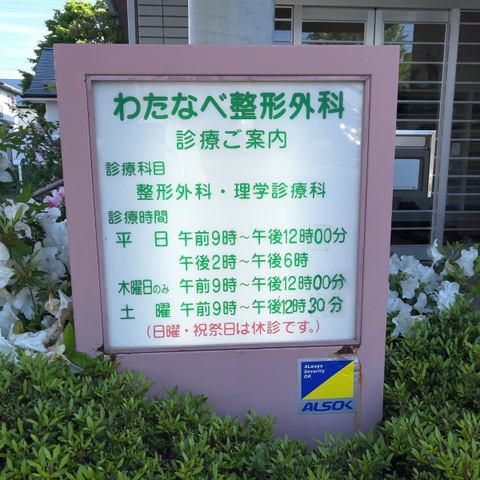 わたなべ整形外科
診療ご案内
診療科目
整形外科・理学診療科
診療時間
平 日 午前9時～午後12時00分
午後2時～午後6時
木曜日のみ 午前9時～午後12時00分
土 曜 午前9時～午後12時30分
(日曜・祝祭日は休診です。)
ALways
Security
OK
ALSOK